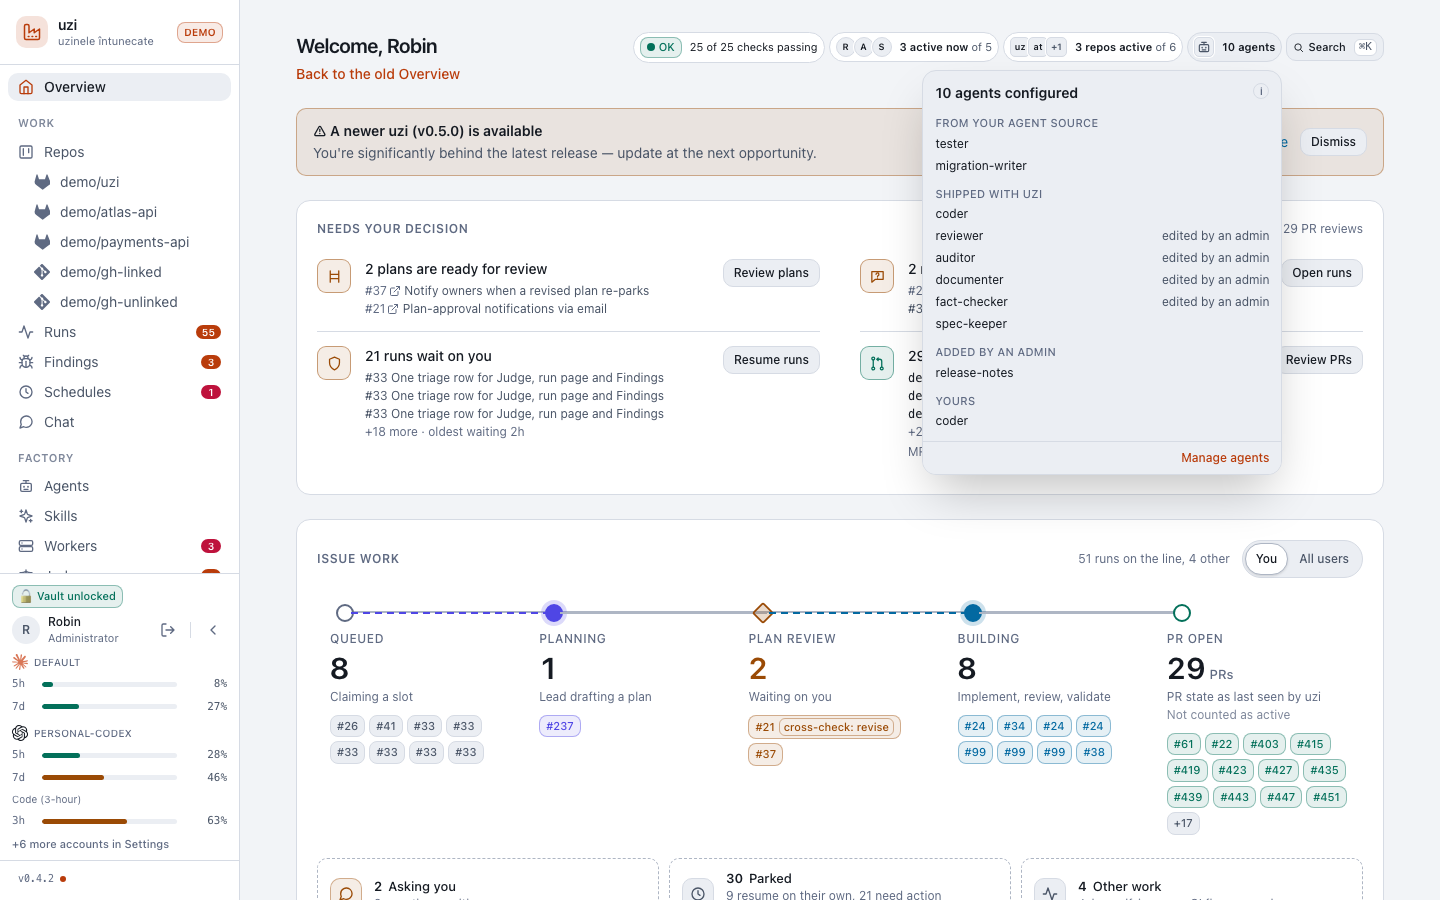 uzi
uzinele întunecate
DEMO
Overview
WORK
Repos
demo/uzi
demo/atlas-api
demo/payments-api
demo/gh-linked
demo/gh-unlinked
Runs 55
Findings 3
Schedules 1
Chat
FACTORY
Agents
Skills
Workers 3
Vault unlocked
R
Robin
Administrator
DEFAULT
5h 8%
7d 27%
PERSONAL-CODEX
5h 28%
7d 46%
Code (3-hour)
3h 63%
+6 more accounts in Settings
v0.4.2
Welcome, Robin
Back to the old Overview
OK 25 of 25 checks passing
R A S 3 active now of 5
uz at +1 3 repos active of 6
10 agents
Search ⌘K
A newer uzi (v0.5.0) is available
You're significantly behind the latest release — update at the next opportunity.
Dismiss
10 agents configured
i
FROM YOUR AGENT SOURCE
tester
migration-writer
SHIPPED WITH UZI
coder
reviewer edited by an admin
auditor edited by an admin
documenter edited by an admin
fact-checker edited by an admin
spec-keeper
ADDED BY AN ADMIN
release-notes
YOURS
coder
Manage agents
NEEDS YOUR DECISION
29 PR reviews
2 plans are ready for review
#37 Notify owners when a revised plan re-parks
#21 Plan-approval notifications via email
Review plans
2
Open runs
21 runs wait on you
#33 One triage row for Judge, run page and Findings
#33 One triage row for Judge, run page and Findings
#33 One triage row for Judge, run page and Findings
+18 more · oldest waiting 2h
Resume runs
29
Review PRs
ISSUE WORK
51 runs on the line, 4 other
You All users
QUEUED
8
Claiming a slot
#26 #41 #33 #33
#33 #33 #33 #33
PLANNING
1
Lead drafting a plan
#237
PLAN REVIEW
2
Waiting on you
#21 cross-check: revise
#37
BUILDING
8
Implement, review, validate
#24 #34 #24 #24
#99 #99 #99 #38
PR OPEN
29 PRs
PR state as last seen by uzi
Not counted as active
#61 #22 #403 #415
#419 #423 #427 #435
#439 #443 #447 #451
+17
2 Asking you
30 Parked
9 resume on their own, 21 need action
4 Other work